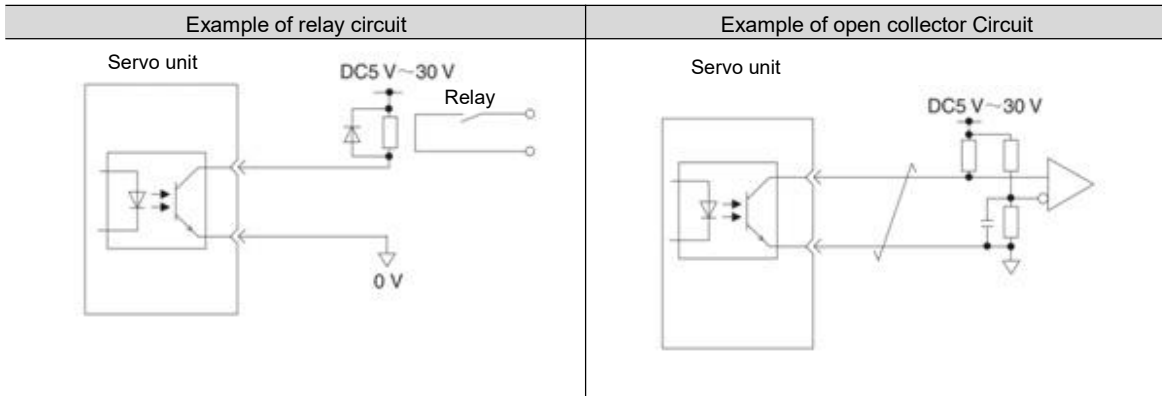 Example of relay circuit
Example of open collector Circuit
Servo unit
DC5 V～30 V
Relay
0 V
Servo unit
DC5 V～30 V